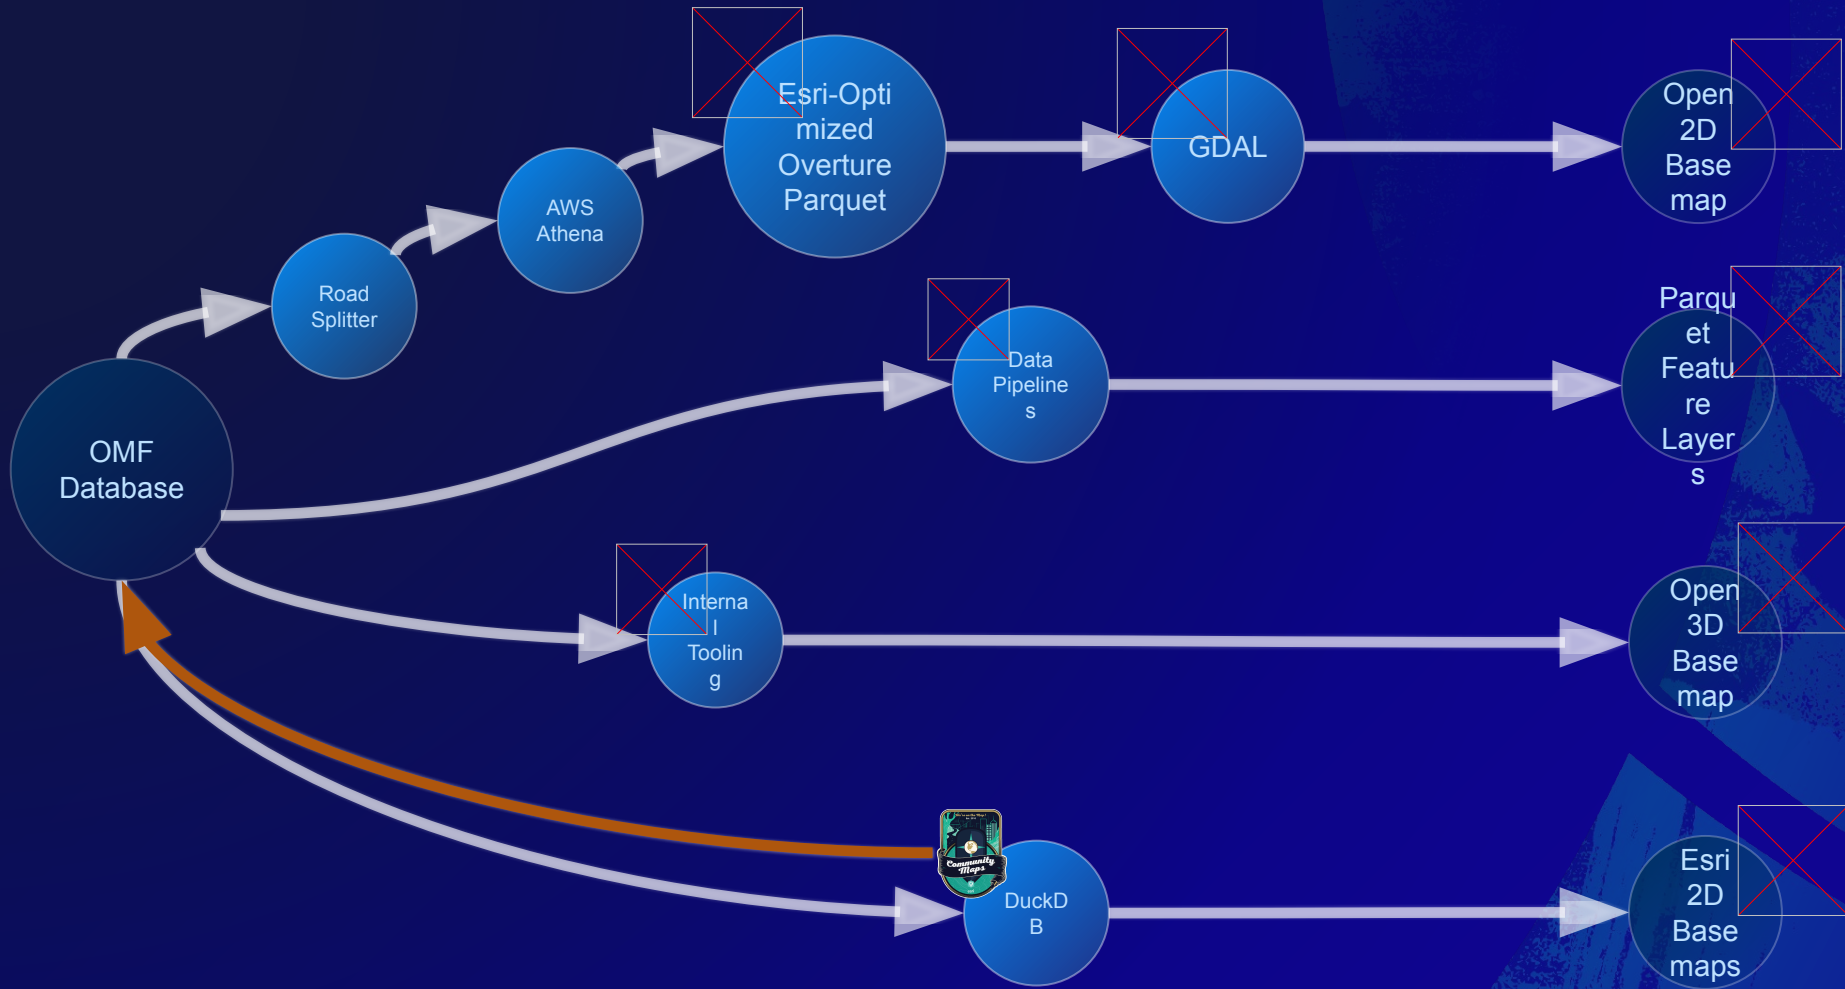 Esri-Opti
mized
Overture
Parquet
GDAL
Open
2D
Base
map
AWS
Athena
Road
Splitter
Data
Pipeline
s
Parqu
et
Featu
re
Layer
s
OMF
Database
Interna
l
Toolin
g
Open
3D
Base
map
Community
Maps
DuckD
B
Esri
2D
Base
maps